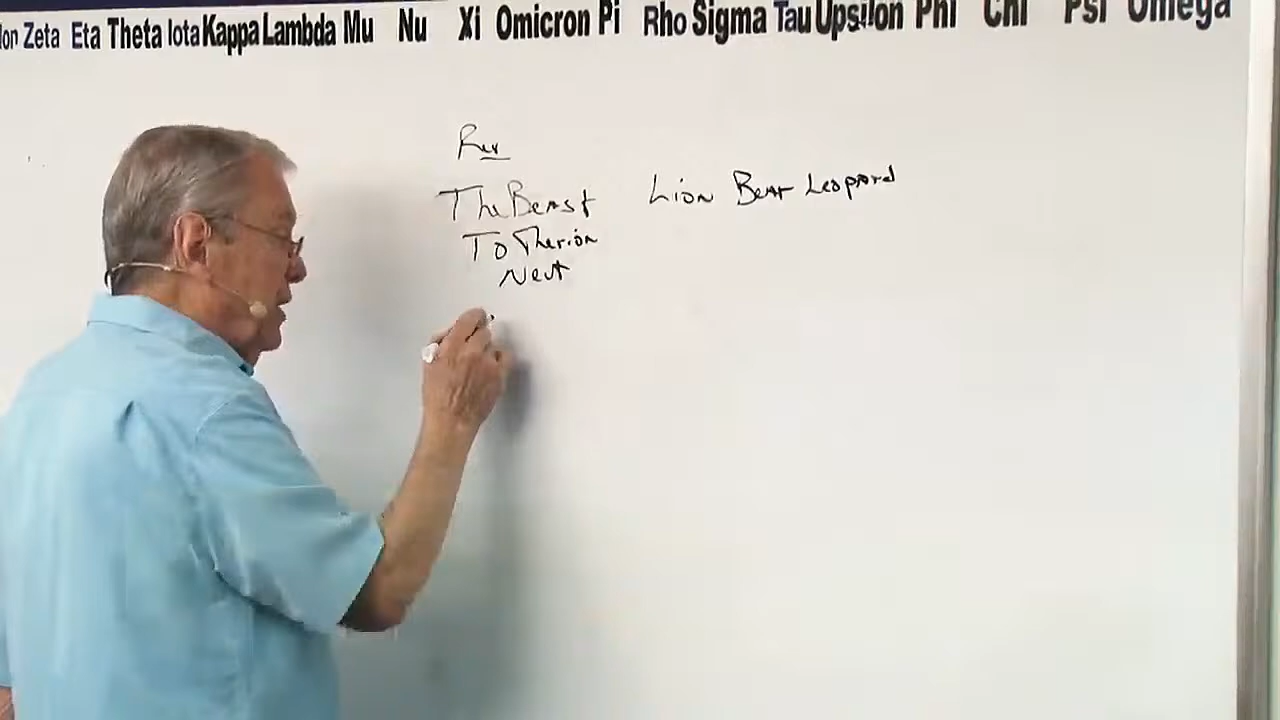 lon Zeta Eta Theta Iota Kappa Lambda Mu Nu Xi Omicron Pi Rho Sigma Tau Upsilon Phi Chi Psi Omega
Rev
The Beast Lion Bear Leopard
To Therion
Neut